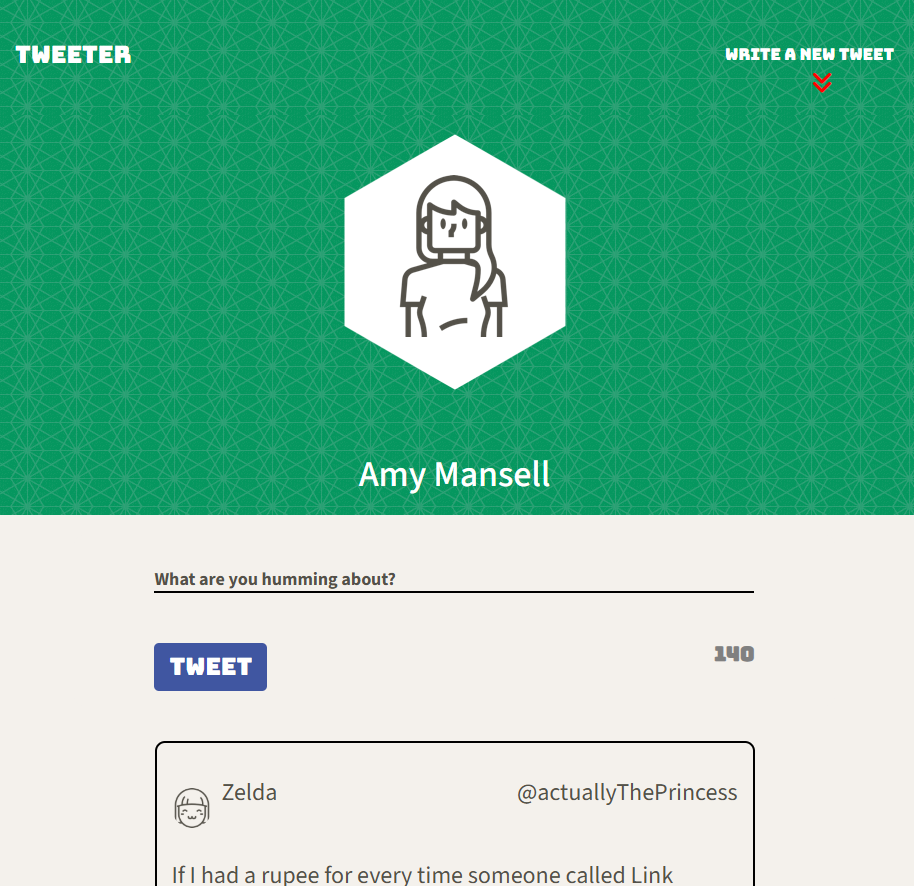 TWEETER
WRITE A NEW TWEET
Amy Mansell
What are you humming about?
TWEET
140
Zelda
@actuallyThePrincess
If I had a rupee for every time someone called Link